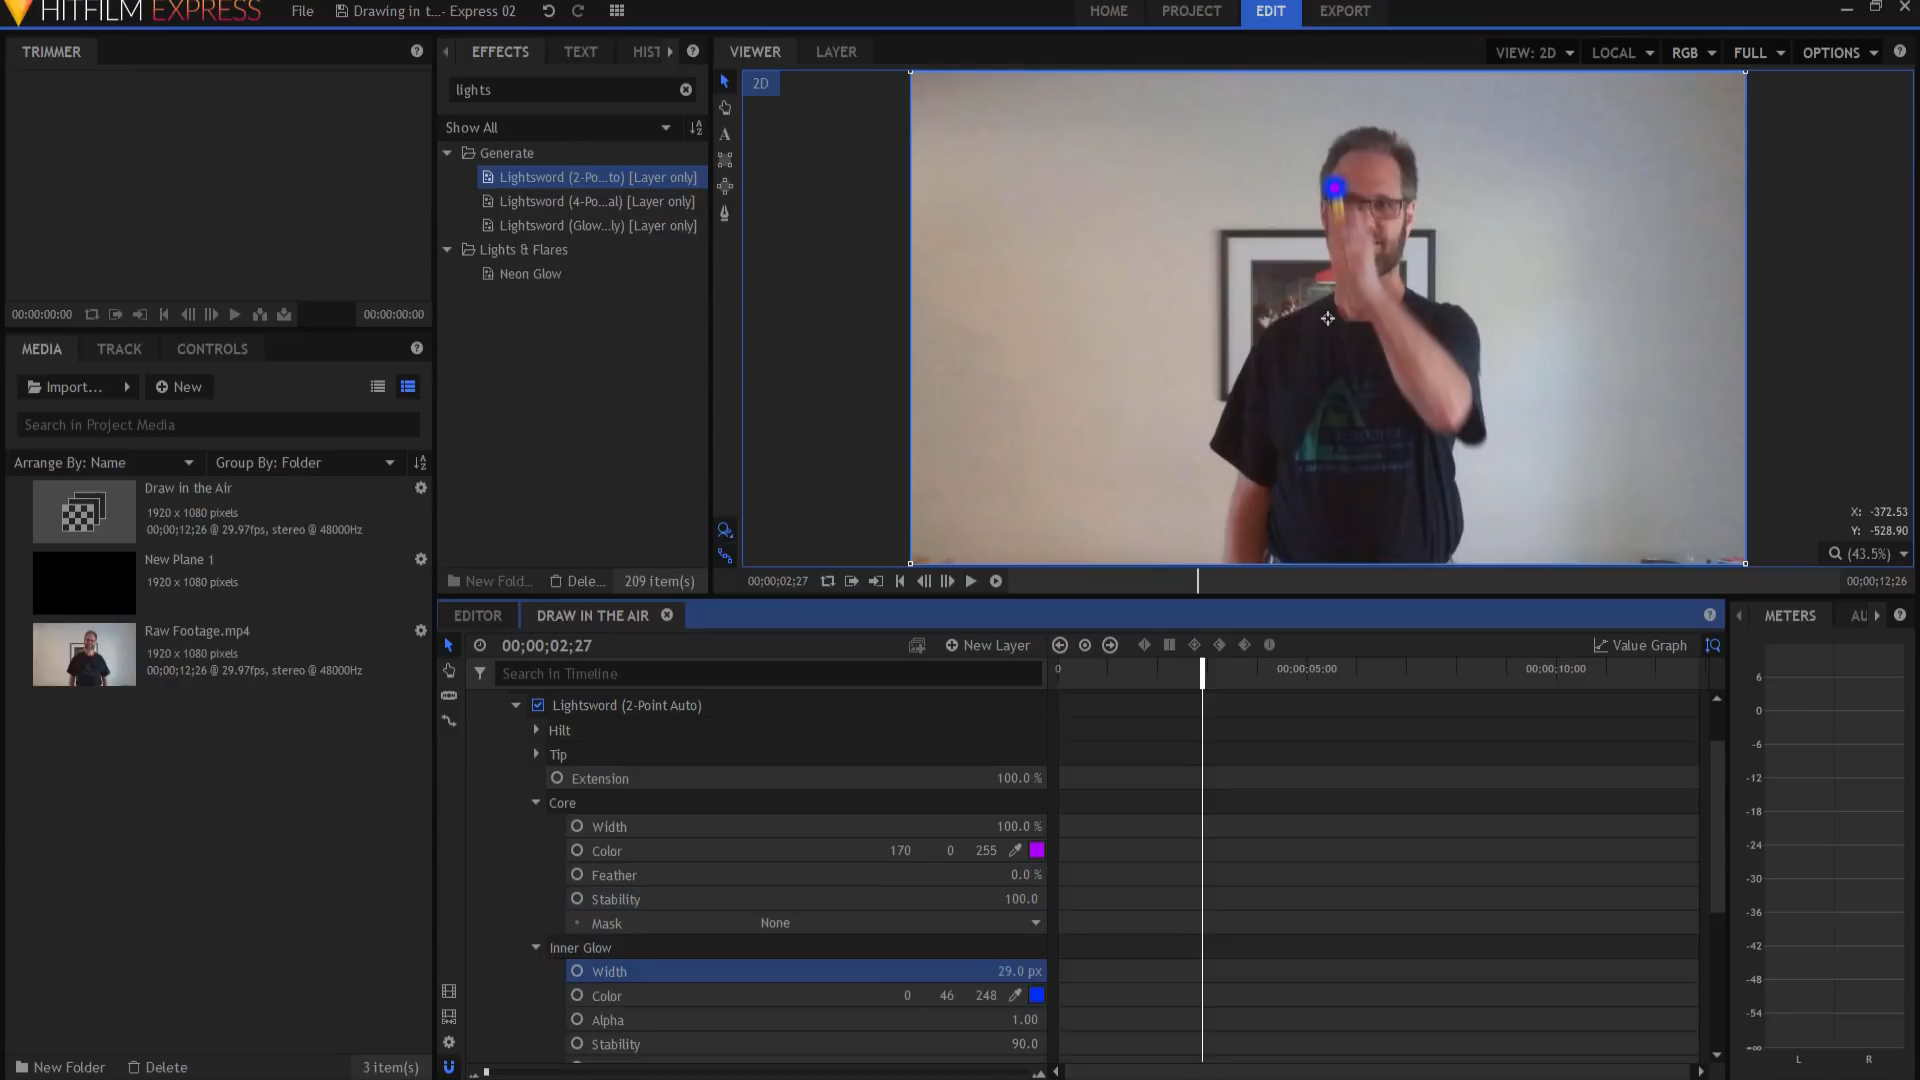 HITFILM EXPRESS
File
Drawing in t...- Express 02
HOME
PROJECT
EDIT
EXPORT
TRIMMER
EFFECTS
TEXT
HIST
VIEWER
LAYER
VIEW: 2D
LOCAL
RGB
FULL
OPTIONS
lights
2D
Show All
Generate
Lightsword (2-Po...to) [Layer only]
Lightsword (4-Po...al) [Layer only]
Lightsword (Glow...ly) [Layer only]
Lights & Flares
Neon Glow
00:00:00:00
00:00:00:00
MEDIA
TRACK
CONTROLS
Import...
New
Search in Project Media
Arrange By: Name
Group By: Folder
Draw in the Air
1920 x 1080 pixels
00;00;12;26 @ 29.97fps, stereo @ 48000Hz
New Plane 1
1920 x 1080 pixels
Raw Footage.mp4
1920 x 1080 pixels
00;00;12;26 @ 29.97fps, stereo @ 48000Hz
New Folder
Delete
3 item(s)
New Fold...
Dele...
209 item(s)
X: -372.53
Y: -528.90
(43.5%)
00;00;02;27
00;00;12;26
EDITOR
DRAW IN THE AIR
METERS
AU
00;00;02;27
New Layer
Value Graph
Search in Timeline
0
00;00;05;00
00;00;10;00
Lightsword (2-Point Auto)
Hilt
Tip
Extension 100.0 %
Core
Width 100.0 %
Color 170 0 255
Feather 0.0 %
Stability 100.0
Mask None
Inner Glow
Width 29.0 px
Color 0 46 248
Alpha 1.00
Stability 90.0
6
0
-6
-12
-18
-24
-30
-36
-42
-48
-54
-∞
L R